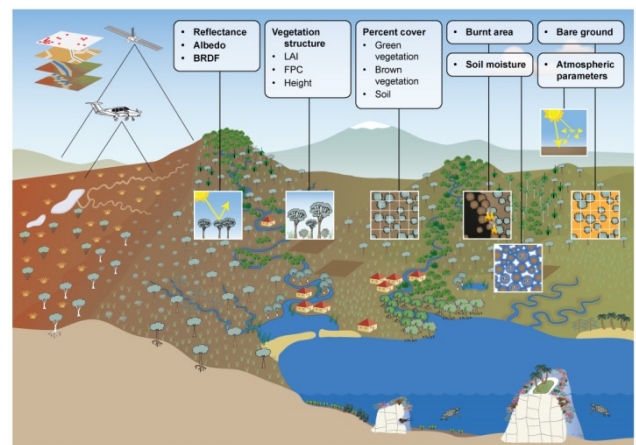 • Reflectance
• Albedo
• BRDF
Vegetation
structure
• LAI
• FPC
• Height
Percent cover
• Green
vegetation
• Brown
vegetation
• Soil
• Burnt area
• Soil moisture
• Bare ground
• Atmospheric
parameters